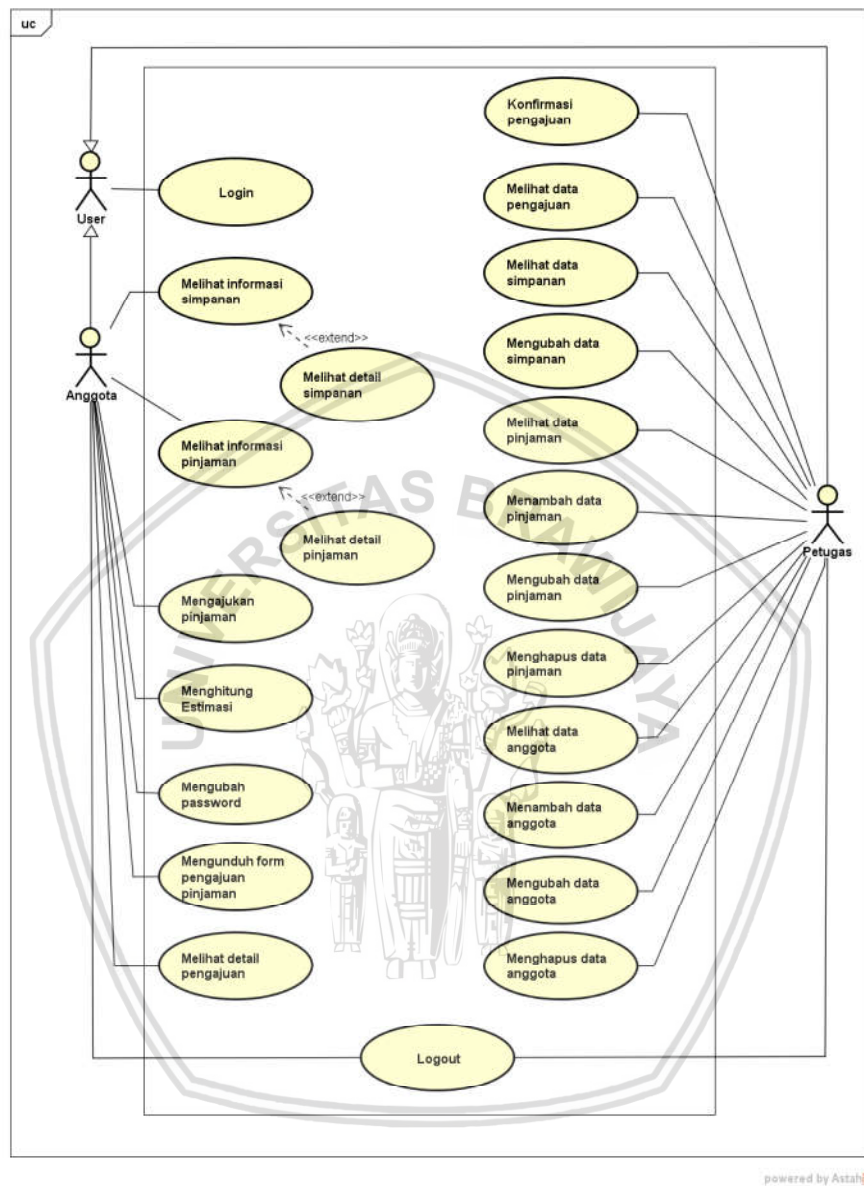 uc
User
Login
Melihat informasi
simpanan
<<extend>>
Melihat detail
simpanan
Anggota
Melihat informasi
pinjaman
<<extend>>
Melihat detail
pinjaman
Mengajukan
pinjaman
Menghitung
Estimasi
Mengubah
password
Mengunduh form
pengajuan
pinjaman
Melihat detail
pengajuan
Konfirmasi
pengajuan
Melihat data
pengajuan
Melihat data
simpanan
Mengubah data
simpanan
Melihat data
pinjaman
Menambah data
pinjaman
Mengubah data
pinjaman
Menghapus data
pinjaman
Melihat data
anggota
Menambah data
anggota
Mengubah data
anggota
Menghapus data
anggota
Petugas
Logout
UNIVERSITAS BRAWIJAYA
powered by Astah